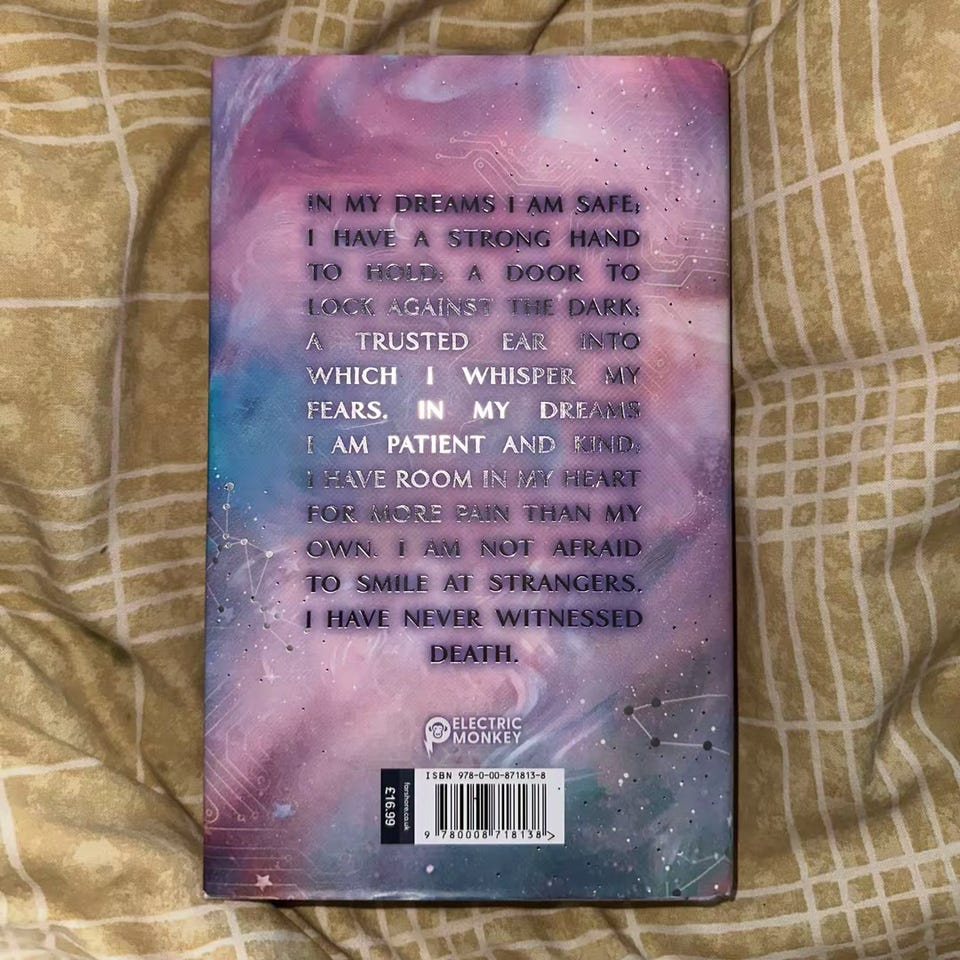 IN MY DREAMS I AM SAFE;
I HAVE A STRONG HAND
TO HOLD; A DOOR TO
LOCK AGAINST THE DARK;
A TRUSTED EAR INTO
WHICH I WHISPER MY
FEARS. IN MY DREAMS
I AM PATIENT AND KIND;
I HAVE ROOM IN MY HEART
FOR MORE PAIN THAN MY
OWN. I AM NOT AFRAID
TO SMILE AT STRANGERS.
I HAVE NEVER WITNESSED
DEATH.
ELECTRIC
MONKEY
farshore.co.uk
£16.99
ISBN 978-0-00-871813-8
9 780008 718138 >